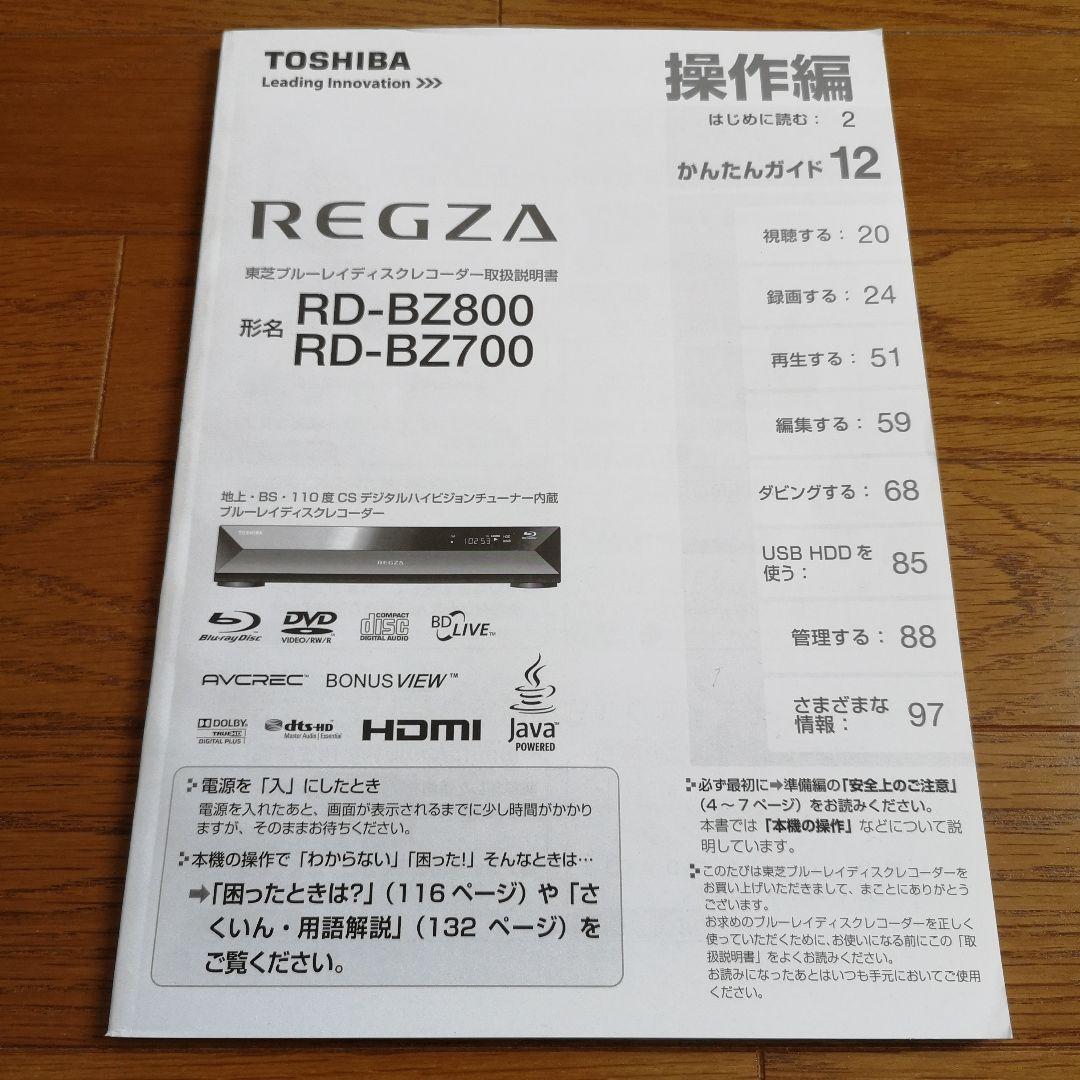 TOSHIBA
Leading Innovation >>>
操作編
はじめに読む： 2
かんたんガイド 12
視聴する： 20
録画する： 24
再生する： 51
編集する： 59
ダビングする： 68
USB HDDを
使う： 85
管理する： 88
さまざまな
情報： 97
REGZA
東芝ブルーレイディスクレコーダー取扱説明書
形名 RD-BZ800
RD-BZ700
地上・BS・110度CSデジタルハイビジョンチューナー内蔵
ブルーレイディスクレコーダー
TOSHIBA
10253
REGZA
Blu-ray Disc
DVD
VIDEO/RW/R
COMPACT
disc
DIGITAL AUDIO
BD LIVE™
AVCREC™ BONUSVIEW™
DOLBY
TRUEHD
DIGITAL PLUS
dts-HD
Master Audio | Essential
HDMI
Java™
POWERED
電源を「入」にしたとき
電源を入れたあと、画面が表示されるまでに少し時間がかかり
ますが、そのままお待ちください。
本機の操作で「わからない」「困った!」そんなときは…
➡「困ったときは?」（116ページ）や「さ
くいん・用語解説」（132 ページ）を
ご覧ください。
必ず最初に➡準備編の「安全上のご注意」
（4～7ページ）をお読みください。
本書では「本機の操作」などについて説
明しています。
このたびは東芝ブルーレイディスクレコーダーを
お買い上げいただきまして、まことにありがとう
ございます。
お求めのブルーレイディスクレコーダーを正しく
使っていただくために、お使いになる前にこの「取
扱説明書」をよくお読みください。
お読みになったあとはいつも手元においてご使用
ください。